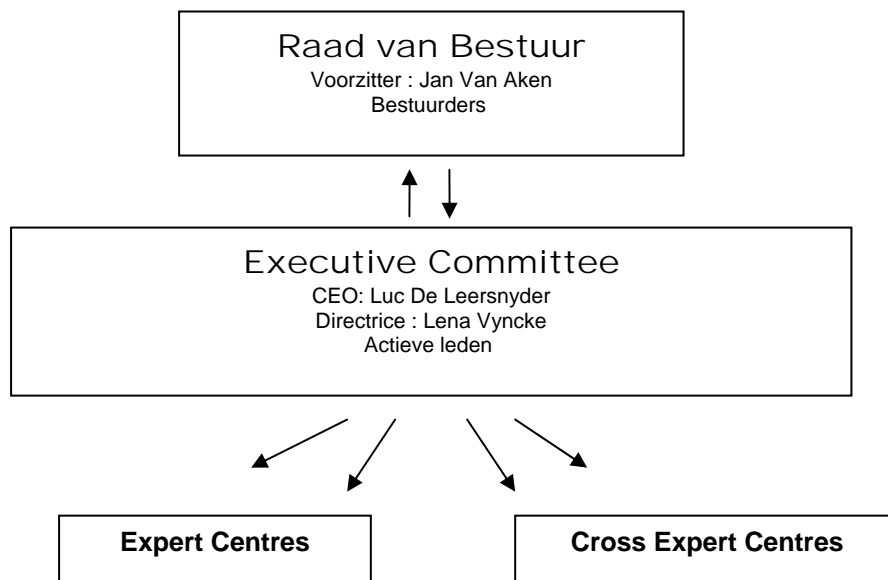 Raad van Bestuur
Voorzitter : Jan Van Aken
Bestuurders
Executive Committee
CEO: Luc De Leersnyder
Directrice : Lena Vyncke
Actieve leden
Expert Centres
Cross Expert Centres